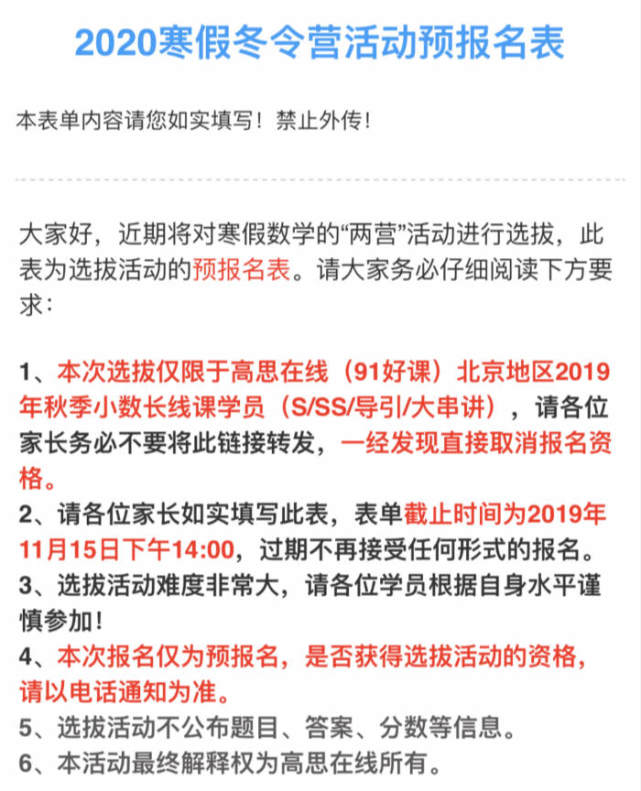 2020寒假冬令营活动预报名表
本表单内容请您如实填写！禁止外传！
大家好，近期将对寒假数学的“两营”活动进行选拔，此
表为选拔活动的预报名表。请大家务必仔细阅读下方要
求：
1、本次选拔仅限于高思在线（91好课）北京地区2019
年秋季小数长线课学员（S/SS/导引/大串讲），请各位
家长务必不要将此链接转发，一经发现直接取消报名资
格。
2、请各位家长如实填写此表，表单截止时间为2019年
11月15日下午14:00，过期不再接受任何形式的报名。
3、选拔活动难度非常大，请各位学员根据自身水平谨
慎参加！
4、本次报名仅为预报名，是否获得选拔活动的资格，
请以电话通知为准。
5、选拔活动不公布题目、答案、分数等信息。
6、本活动最终解释权为高思在线所有。